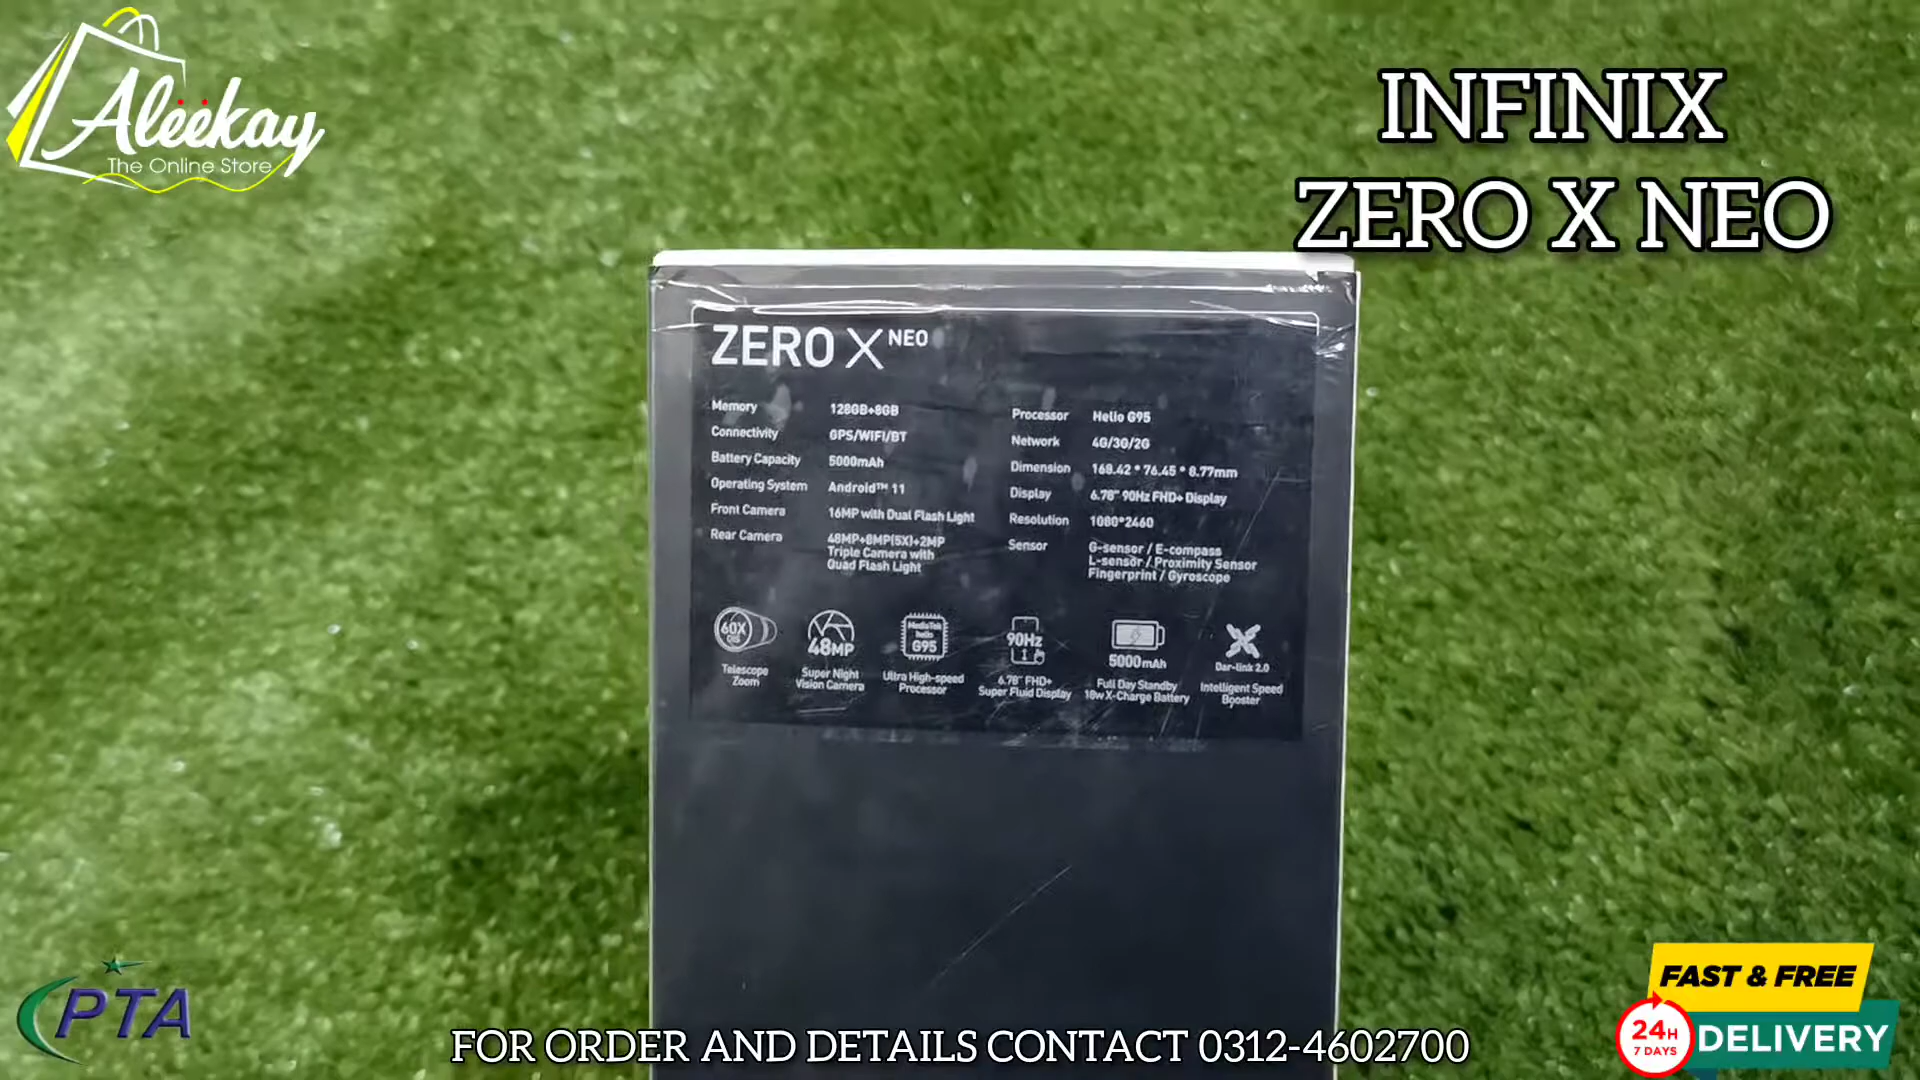 Aleekay
The Online Store
INFINIX
ZERO X NEO
ZERO X NEO
Memory 128GB+8GB
Connectivity GPS/WIFI/BT
Battery Capacity 5000mAh
Operating System Android™ 11
Front Camera 16MP with Dual Flash Light
Rear Camera 48MP+8MP(5X)+2MP
Triple Camera with
Quad Flash Light
Processor Helio G95
Network 4G/3G/2G
Dimension 168.42 * 76.45 * 8.77mm
Display 6.78" 90Hz FHD+ Display
Resolution 1080*2460
Sensor G-sensor / E-compass
L-sensor / Proximity Sensor
Fingerprint / Gyroscope
60X
DIS
Telescope
Zoom
48MP
Super Night
Vision Camera
MediaTek
helio
G95
Ultra High-speed
Processor
90Hz
6.78" FHD+
Super Fluid Display
5000mAh
Full Day Standby
18w X-Charge Battery
Dar-link 2.0
Intelligent Speed
Booster
PTA
FOR ORDER AND DETAILS CONTACT 0312-4602700
FAST & FREE
24H
7 DAYS
DELIVERY